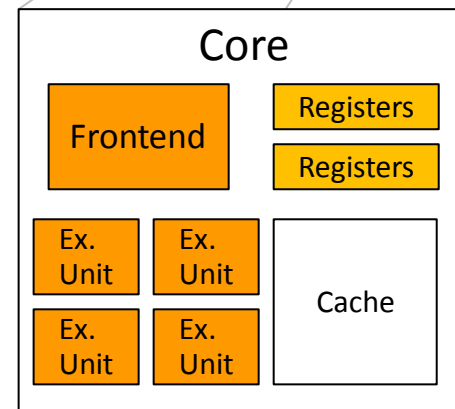 Core
Frontend
Registers
Registers
Ex.
Unit
Ex.
Unit
Ex.
Unit
Ex.
Unit
Cache